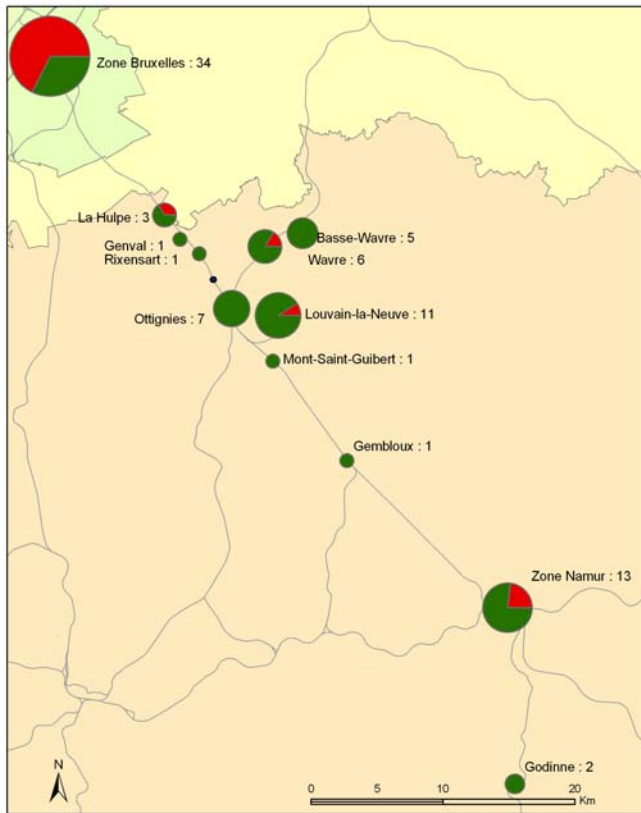 Zone Bruxelles : 34
La Hulpe : 3
Genval : 1
Rixensart : 1
Basse-Wavre : 5
Wavre : 6
Ottignies : 7
Louvain-la-Neuve : 11
Mont-Saint-Guibert : 1
Gembloux : 1
Zone Namur : 13
Godinne : 2
N
0 5 10 20
Km